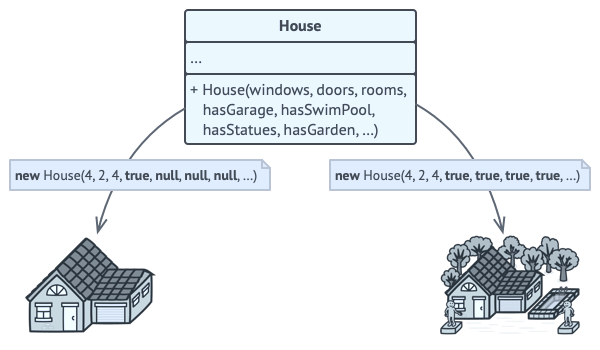 House
...
+ House(windows, doors, rooms,
hasGarage, hasSwimPool,
hasStatues, hasGarden, ...)
new House(4, 2, 4, true, null, null, null, ...)
new House(4, 2, 4, true, true, true, true, ...)